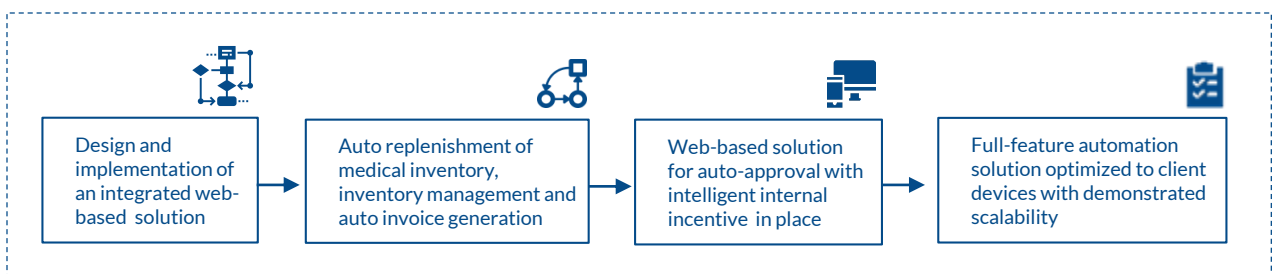 Design and
implementation of
an integrated web-
based solution
Auto replenishment of
medical inventory,
inventory management and
auto invoice generation
Web-based solution
for auto-approval with
intelligent internal
incentive in place
Full-feature automation
solution optimized to client
devices with demonstrated
scalability